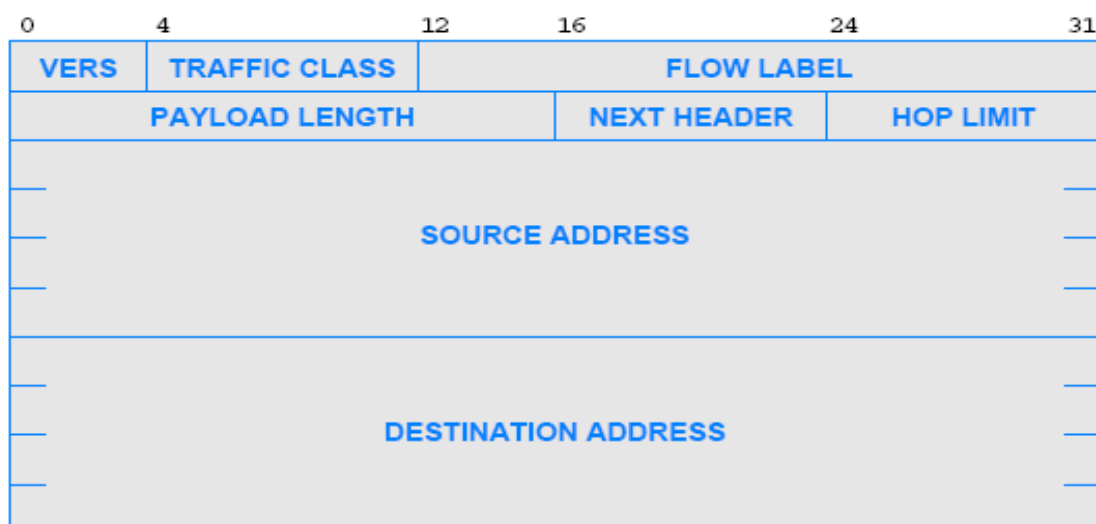 0 4 12 16 24 31
VERS TRAFFIC CLASS FLOW LABEL
PAYLOAD LENGTH NEXT HEADER HOP LIMIT
SOURCE ADDRESS
DESTINATION ADDRESS